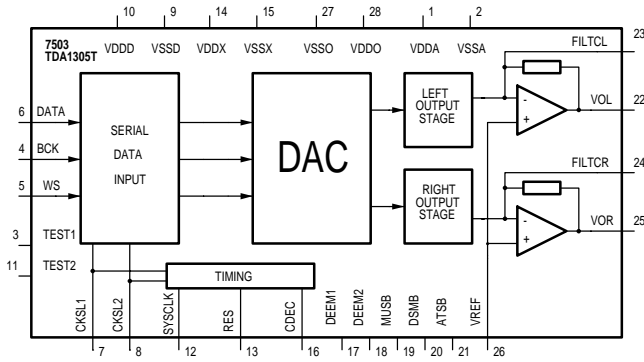 10 9 14 15 27 28 1 2
7503
TDA1305T
VDDD VSSD VDDX VSSX VSSO VDDO VDDA VSSA
FILTCL 23
6 DATA
4 BCK
5 WS
3 TEST1
11 TEST2
SERIAL
DATA
INPUT
DAC
LEFT
OUTPUT
STAGE
-
+
VOL 22
FILTCR 24
RIGHT
OUTPUT
STAGE
-
+
VOR 25
TIMING
CKSL1 CKSL2 SYSCLK RES CDEC DEEM1 DEEM2 MUSB DSMB ATSB VREF
7 8 12 13 16 17 18 19 20 21 26